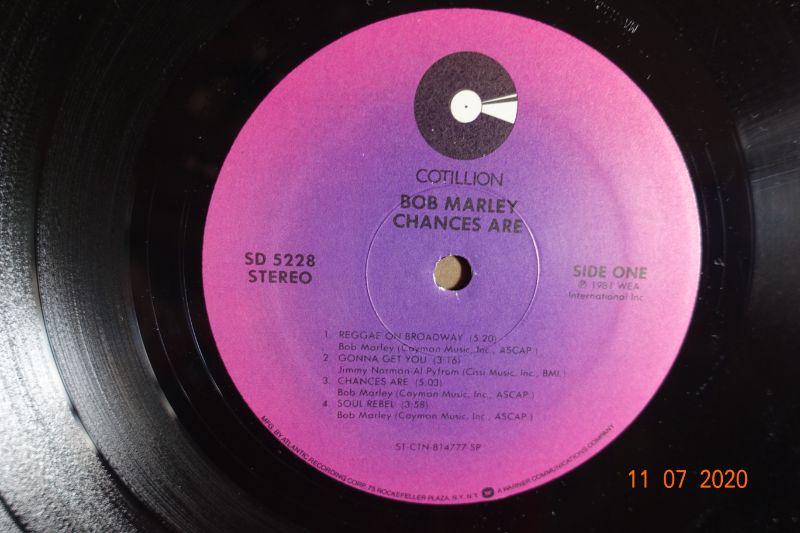 COTILLION
BOB MARLEY
CHANCES ARE
SD 5228
STEREO
SIDE ONE
℗ 1981 WEA
International Inc.
1. REGGAE ON BROADWAY (5:20)
Bob Marley (Cayman Music, Inc., ASCAP)
2. GONNA GET YOU (3:16)
Jimmy Norman-Al Pyfrom (Cissi Music, Inc., BMI.)
3. CHANCES ARE (5:03)
Bob Marley (Cayman Music, Inc., ASCAP.)
4. SOUL REBEL (3:58)
Bob Marley (Cayman Music, Inc., ASCAP.)
ST-CTN-814777-SP
MFG. BY ATLANTIC RECORDING CORP., 75 ROCKEFELLER PLAZA, N.Y. N.Y. A WARNER COMMUNICATIONS COMPANY
11 07 2020